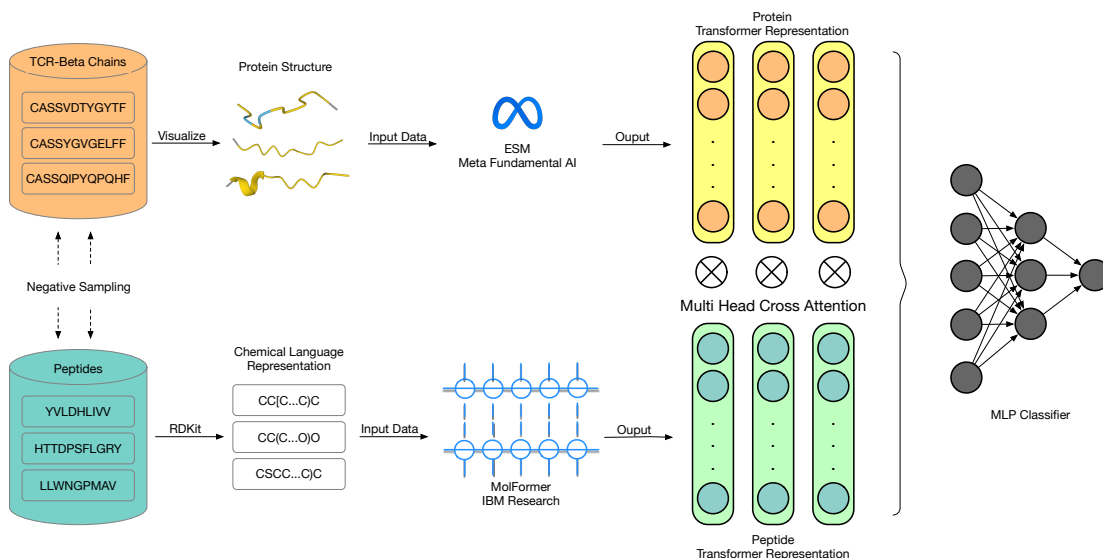 TCR-Beta Chains
CASSVDTYGYTF
CASSYGVGELFF
CASSQIPYQPQHF
Visualize
Protein Structure
Input Data
ESM
Meta Fundamental AI
Ouput
Protein
Transformer Representation
Negative Sampling
Multi Head Cross Attention
Peptides
YVLDHLIVV
HTTDPSFLGRY
LLWNGPMAV
RDKit
Chemical Language
Representation
CC[C...C)C
CC(C...O)O
CSCC...C)C
Input Data
MolFormer
IBM Research
Ouput
Peptide
Transformer Representation
MLP Classifier